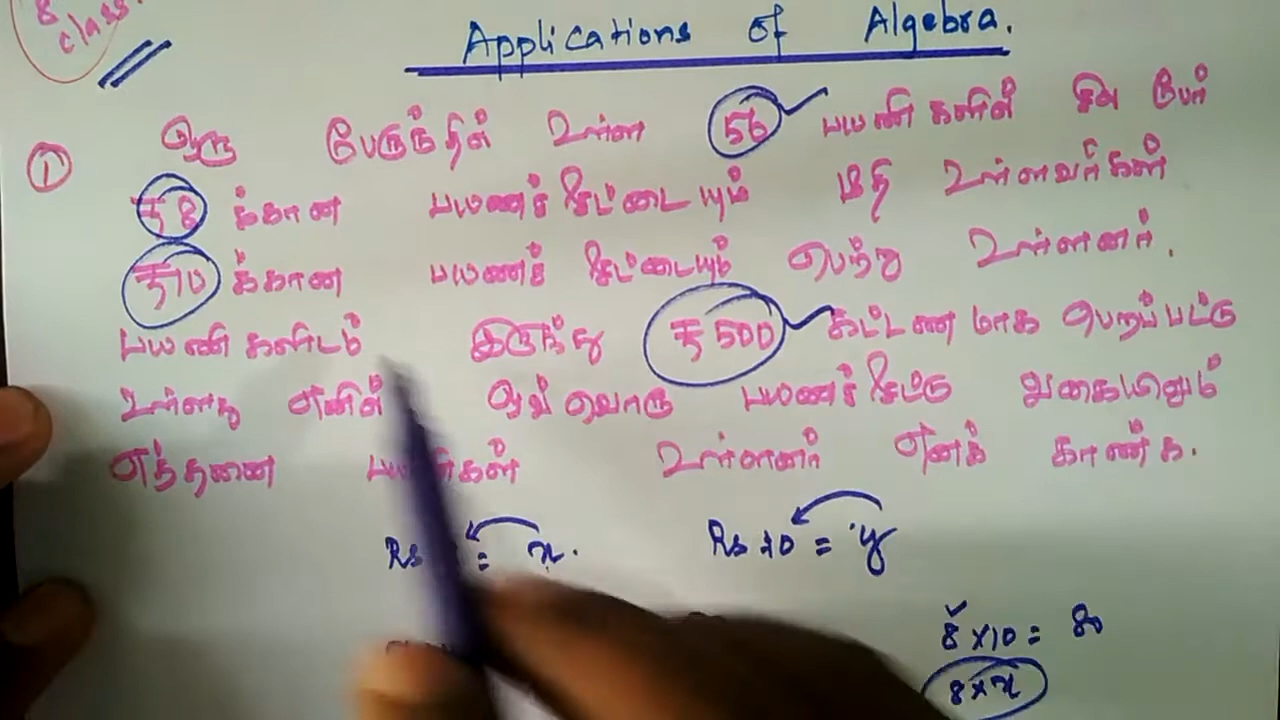 8
class
Applications of Algebra.
① ஒரு பேருந்தில் உள்ள 56 பயணிகளில் சில பேர்
₹8 க்கான பயணச்சீட்டையும் மீதி உள்ளவர்கள்
₹10 க்கான பயணச் சீட்டையும் பெற்று உள்ளனர்.
பயணிகளிடம் இருந்து ₹500 கட்டணமாக பெறப்பட்டு
உள்ளது எனில் ஒவ்வொரு பயணச்சீட்டு வகையிலும்
எத்தனை உள்ளனர் எனக் காண்க.
Rs = x. Rs 10 = y
8 × 10 = 80
8 × x